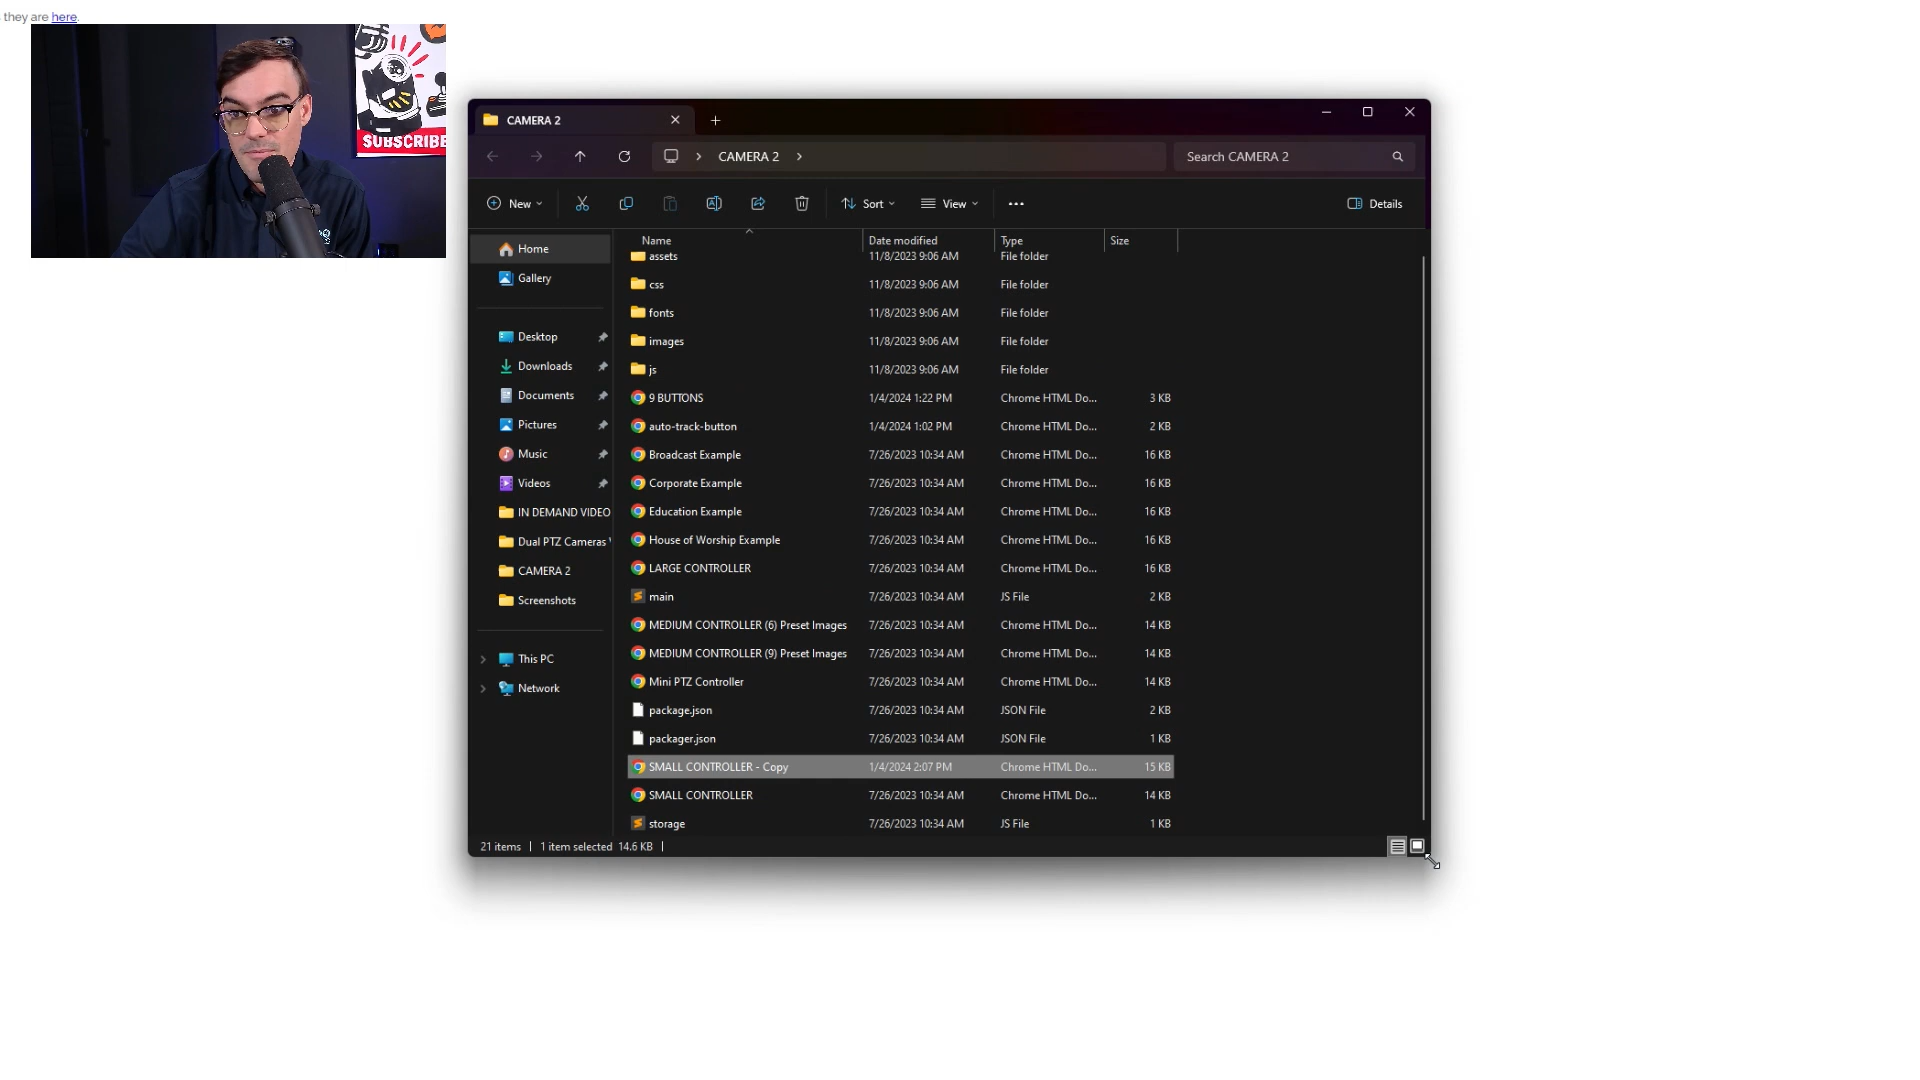 they are here.
SUBSCRIBE
CAMERA 2
CAMERA 2
Search CAMERA 2
New
Sort
View
Details
Name Date modified Type Size
Home
Gallery
Desktop
Downloads
Documents
Pictures
Music
Videos
IN DEMAND VIDEO
Dual PTZ Cameras
CAMERA 2
Screenshots
This PC
Network
assets 11/8/2023 9:06 AM File folder
css 11/8/2023 9:06 AM File folder
fonts 11/8/2023 9:06 AM File folder
images 11/8/2023 9:06 AM File folder
js 11/8/2023 9:06 AM File folder
9 BUTTONS 1/4/2024 1:22 PM Chrome HTML Do... 3 KB
auto-track-button 1/4/2024 1:02 PM Chrome HTML Do... 2 KB
Broadcast Example 7/26/2023 10:34 AM Chrome HTML Do... 16 KB
Corporate Example 7/26/2023 10:34 AM Chrome HTML Do... 16 KB
Education Example 7/26/2023 10:34 AM Chrome HTML Do... 16 KB
House of Worship Example 7/26/2023 10:34 AM Chrome HTML Do... 16 KB
LARGE CONTROLLER 7/26/2023 10:34 AM Chrome HTML Do... 16 KB
main 7/26/2023 10:34 AM JS File 2 KB
MEDIUM CONTROLLER (6) Preset Images 7/26/2023 10:34 AM Chrome HTML Do... 14 KB
MEDIUM CONTROLLER (9) Preset Images 7/26/2023 10:34 AM Chrome HTML Do... 14 KB
Mini PTZ Controller 7/26/2023 10:34 AM Chrome HTML Do... 14 KB
package.json 7/26/2023 10:34 AM JSON File 2 KB
packager.json 7/26/2023 10:34 AM JSON File 1 KB
SMALL CONTROLLER - Copy 1/4/2024 2:07 PM Chrome HTML Do... 15 KB
SMALL CONTROLLER 7/26/2023 10:34 AM Chrome HTML Do... 14 KB
storage 7/26/2023 10:34 AM JS File 1 KB
21 items 1 item selected 14.6 KB